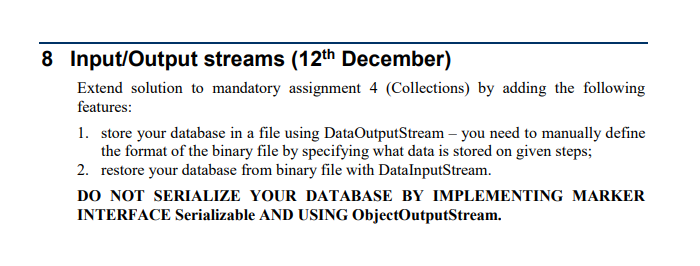 8 Input/Output streams (12th December)
Extend solution to mandatory assignment 4 (Collections) by adding the following
features:
1. store your database in a file using DataOutputStream – you need to manually define
the format of the binary file by specifying what data is stored on given steps;
2. restore your database from binary file with DataInputStream.
DO NOT SERIALIZE YOUR DATABASE BY IMPLEMENTING MARKER
INTERFACE Serializable AND USING ObjectOutputStream.